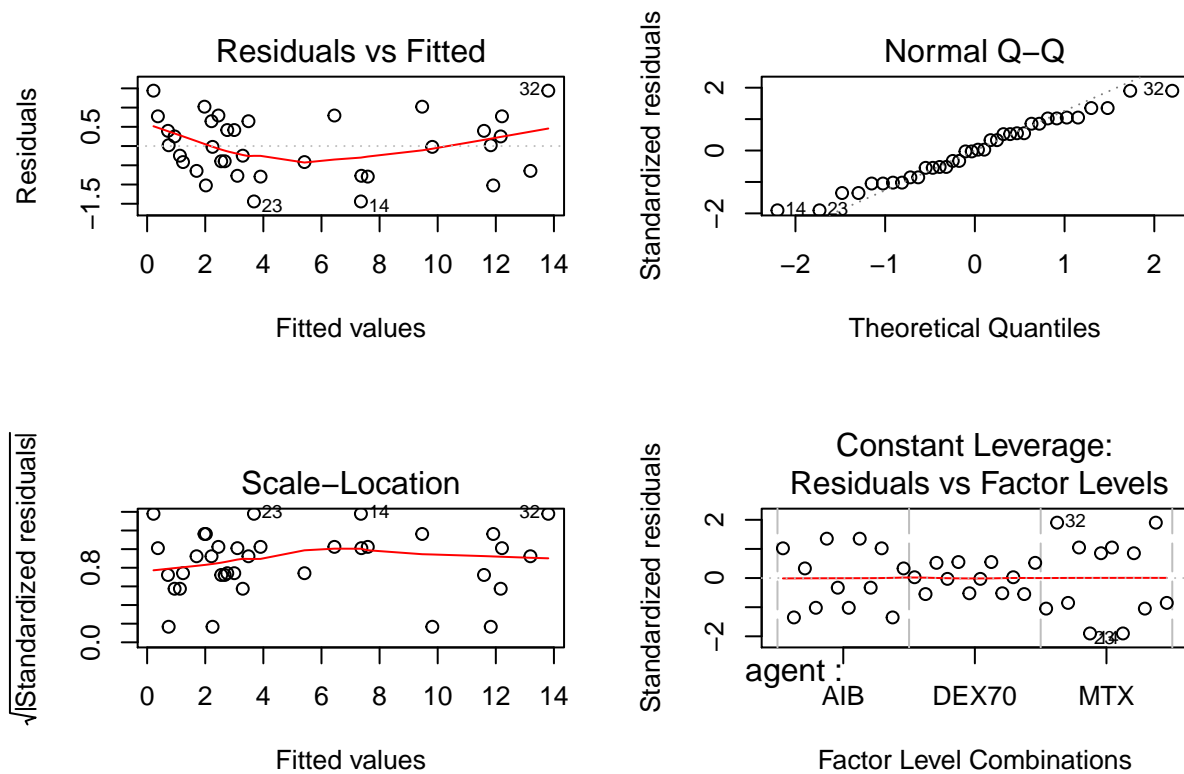 Residuals vs Fitted
Residuals
0.5
−1.5
32
23
14
0 2 4 6 8 10 12 14
Fitted values
Normal Q−Q
Standardized residuals
2
0
−2
32
14
23
−2 −1 0 1 2
Theoretical Quantiles
Scale−Location
√|Standardized residuals|
0.8
0.0
23
14
32
0 2 4 6 8 10 12 14
Fitted values
Constant Leverage:
Residuals vs Factor Levels
Standardized residuals
2
0
−2
32
23
14
agent :
AIB DEX70 MTX
Factor Level Combinations